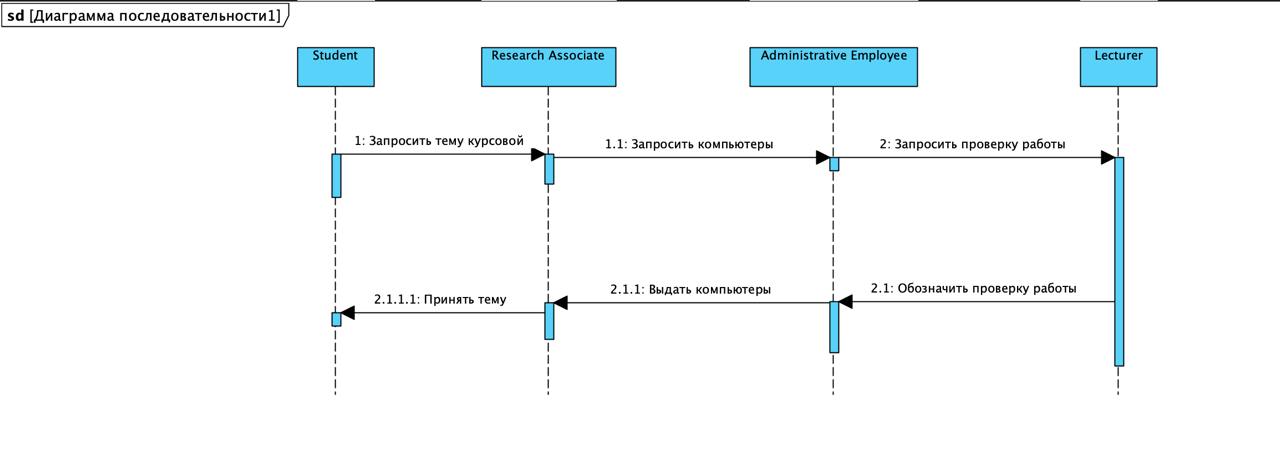 sd [Диаграмма последовательности1]
Student
Research Associate
Administrative Employee
Lecturer
1: Запросить тему курсовой
1.1: Запросить компьютеры
2: Запросить проверку работы
2.1.1.1: Принять тему
2.1.1: Выдать компьютеры
2.1: Обозначить проверку работы